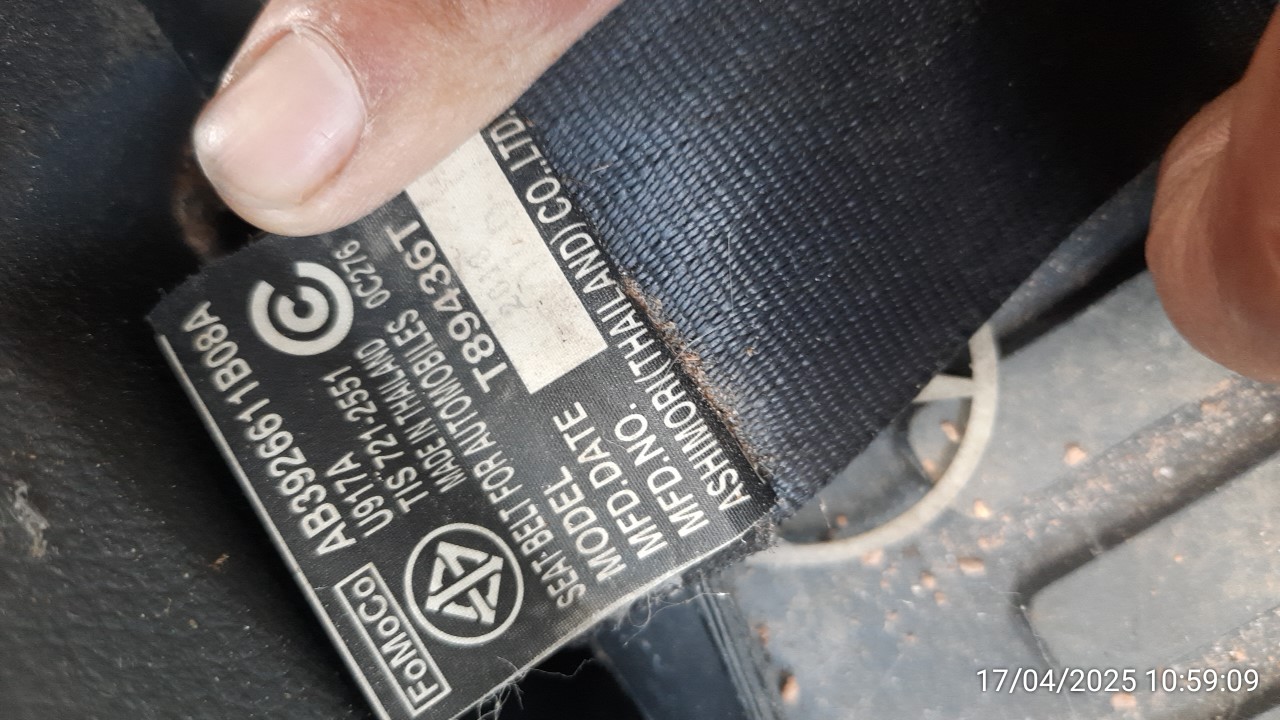 AB3926611B08A
U917A
TIS 721-2551
MADE IN THAILAND
0C276
FoMoCo
SEAT-BELT FOR AUTOMOBILES
MODEL T89436T
MFD.DATE
MFD.NO.
ASHIMORI(THAILAND) CO.,LTD.
17/04/2025 10:59:09